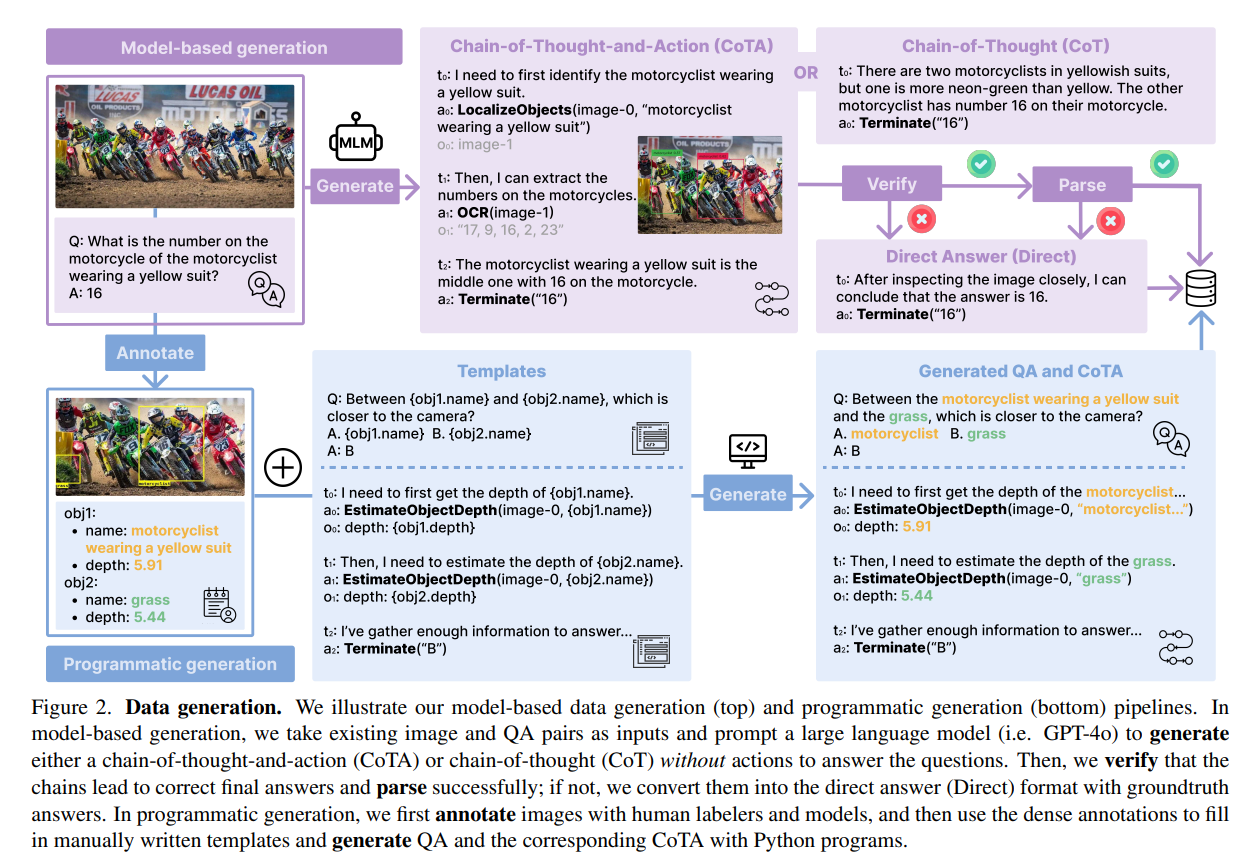 Model-based generation
LUCAS OIL
LUCAS
OIL PRODUCTS
Q: What is the number on the
motorcycle of the motorcyclist
wearing a yellow suit?
A: 16
Q
A
MLM
Generate
Chain-of-Thought-and-Action (CoTA)
t₀: I need to first identify the motorcyclist wearing
a yellow suit.
a₀: LocalizeObjects(image-0, “motorcyclist
wearing a yellow suit”)
o₀: image-1
t₁: Then, I can extract the
numbers on the motorcycles.
a₁: OCR(image-1)
o₁: “17, 9, 16, 2, 23”
t₂: The motorcyclist wearing a yellow suit is the
middle one with 16 on the motorcycle.
a₂: Terminate(“16”)
OR
Chain-of-Thought (CoT)
t₀: There are two motorcyclists in yellowish suits,
but one is more neon-green than yellow. The other
motorcyclist has number 16 on their motorcycle.
a₀: Terminate(“16”)
Verify
Parse
Direct Answer (Direct)
t₀: After inspecting the image closely, I can
conclude that the answer is 16.
a₀: Terminate(“16”)
Annotate
grass
motorcyclist
obj1:
• name: motorcyclist
wearing a yellow suit
• depth: 5.91
obj2:
• name: grass
• depth: 5.44
Programmatic generation
Templates
Q: Between {obj1.name} and {obj2.name}, which is
closer to the camera?
A. {obj1.name} B. {obj2.name}
A: B
t₀: I need to first get the depth of {obj1.name}.
a₀: EstimateObjectDepth(image-0, {obj1.name})
o₀: depth: {obj1.depth}
t₁: Then, I need to estimate the depth of {obj2.name}.
a₁: EstimateObjectDepth(image-0, {obj2.name})
o₁: depth: {obj2.depth}
t₂: I’ve gather enough information to answer...
a₂: Terminate(“B”)
</>
Generate
Generated QA and CoTA
Q: Between the motorcyclist wearing a yellow suit
and the grass, which is closer to the camera?
A. motorcyclist B. grass
A: B
Q
A
t₀: I need to first get the depth of the motorcyclist...
a₀: EstimateObjectDepth(image-0, “motorcyclist...”)
o₀: depth: 5.91
t₁: Then, I need to estimate the depth of the grass.
a₁: EstimateObjectDepth(image-0, “grass”)
o₁: depth: 5.44
t₂: I’ve gather enough information to answer...
a₂: Terminate(“B”)
Figure 2. Data generation. We illustrate our model-based data generation (top) and programmatic generation (bottom) pipelines. In
model-based generation, we take existing image and QA pairs as inputs and prompt a large language model (i.e. GPT-4o) to generate
either a chain-of-thought-and-action (CoTA) or chain-of-thought (CoT) without actions to answer the questions. Then, we verify that the
chains lead to correct final answers and parse successfully; if not, we convert them into the direct answer (Direct) format with groundtruth
answers. In programmatic generation, we first annotate images with human labelers and models, and then use the dense annotations to fill
in manually written templates and generate QA and the corresponding CoTA with Python programs.